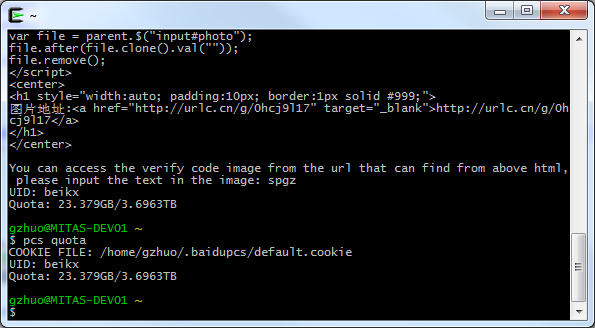 ~
var file = parent.$("input#photo");
file.after(file.clone().val(""));
file.remove();
</script>
<center>
<h1 style="width:auto; padding:10px; border:1px solid #999;">
图片地址:<a href="http://urlc.cn/g/0hcj9l17" target="_blank">http://urlc.cn/g/0h
cj9l17</a>
</h1>
</center>
You can access the verify code image from the url that can find from above html,
 please input the text in the image: spgz
UID: beikx
Quota: 23.379GB/3.6963TB
gzhuo@MITAS-DEV01 ~
$ pcs quota
COOKIE FILE: /home/gzhuo/.baidupcs/default.cookie
UID: beikx
Quota: 23.379GB/3.6963TB
gzhuo@MITAS-DEV01 ~
$